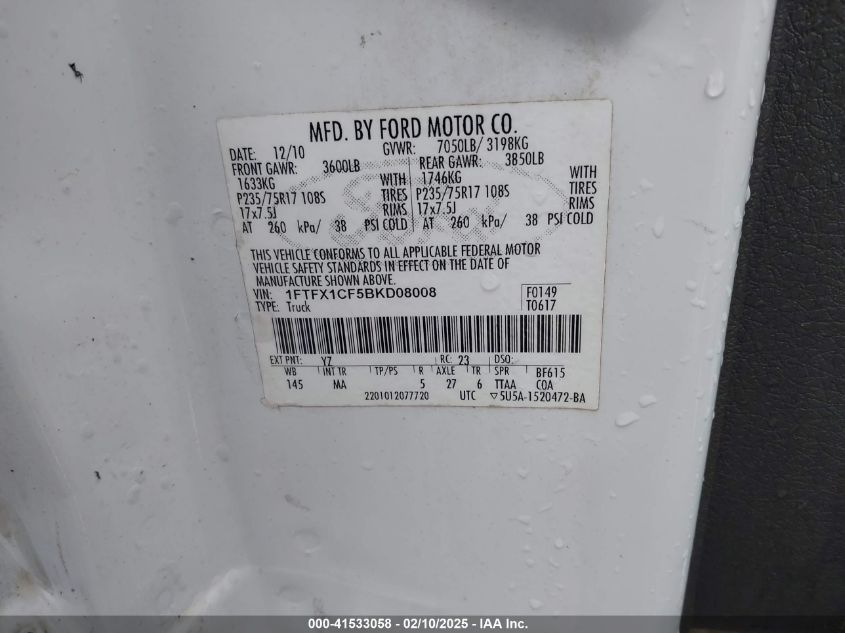 MFD. BY FORD MOTOR CO.
DATE: 12/10 GVWR: 7050LB/ 3198KG
FRONT GAWR: 3600LB REAR GAWR: 3850LB
1633KG WITH 1746KG WITH
P235/75R17 108S TIRES P235/75R17 108S TIRES
17x7.5J RIMS 17x7.5J RIMS
AT 260 kPa/ 38 PSI COLD AT 260 kPa/ 38 PSI COLD
THIS VEHICLE CONFORMS TO ALL APPLICABLE FEDERAL MOTOR
VEHICLE SAFETY STANDARDS IN EFFECT ON THE DATE OF
MANUFACTURE SHOWN ABOVE.
VIN: 1FTFX1CF5BKD08008 F0149
TYPE: Truck T0617
EXT PNT: YZ RC: 23 DSO:
WB INT TR TP/PS R AXLE TR SPR BF615
145 MA 5 27 6 TTAA COA
2201012077720 UTC ▽5U5A-1520472-BA
000-41533058 - 02/10/2025 - IAA Inc.